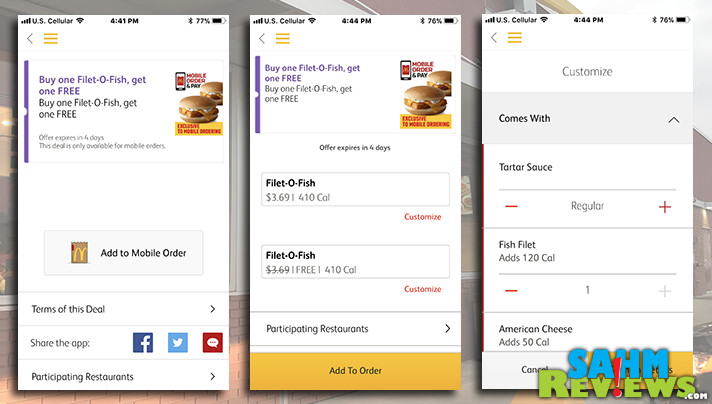 U.S. Cellular
4:41 PM
77%
Buy one Filet-O-Fish, get
one FREE
Buy one Filet-O-Fish, get
one FREE
MOBILE
ORDER
& PAY
EXCLUSIVE
TO MOBILE ORDERING
Offer expires in 4 days
This deal is only available for mobile orders.
Add to Mobile Order
Terms of this Deal
Share the app:
Participating Restaurants
U.S. Cellular
4:44 PM
76%
Buy one Filet-O-Fish, get
one FREE
Buy one Filet-O-Fish, get
one FREE
MOBILE
ORDER
& PAY
EXCLUSIVE
TO MOBILE ORDERING
Offer expires in 4 days
Filet-O-Fish
$3.69 | 410 Cal
Customize
Filet-O-Fish
$3.69 | FREE | 410 Cal
Customize
Participating Restaurants
Add To Order
U.S. Cellular
4:44 PM
76%
Customize
Comes With
Tartar Sauce
Regular
Fish Filet
Adds 120 Cal
1
American Cheese
Adds 50 Cal
Cancel
SAHM
REVIEWS
.COM